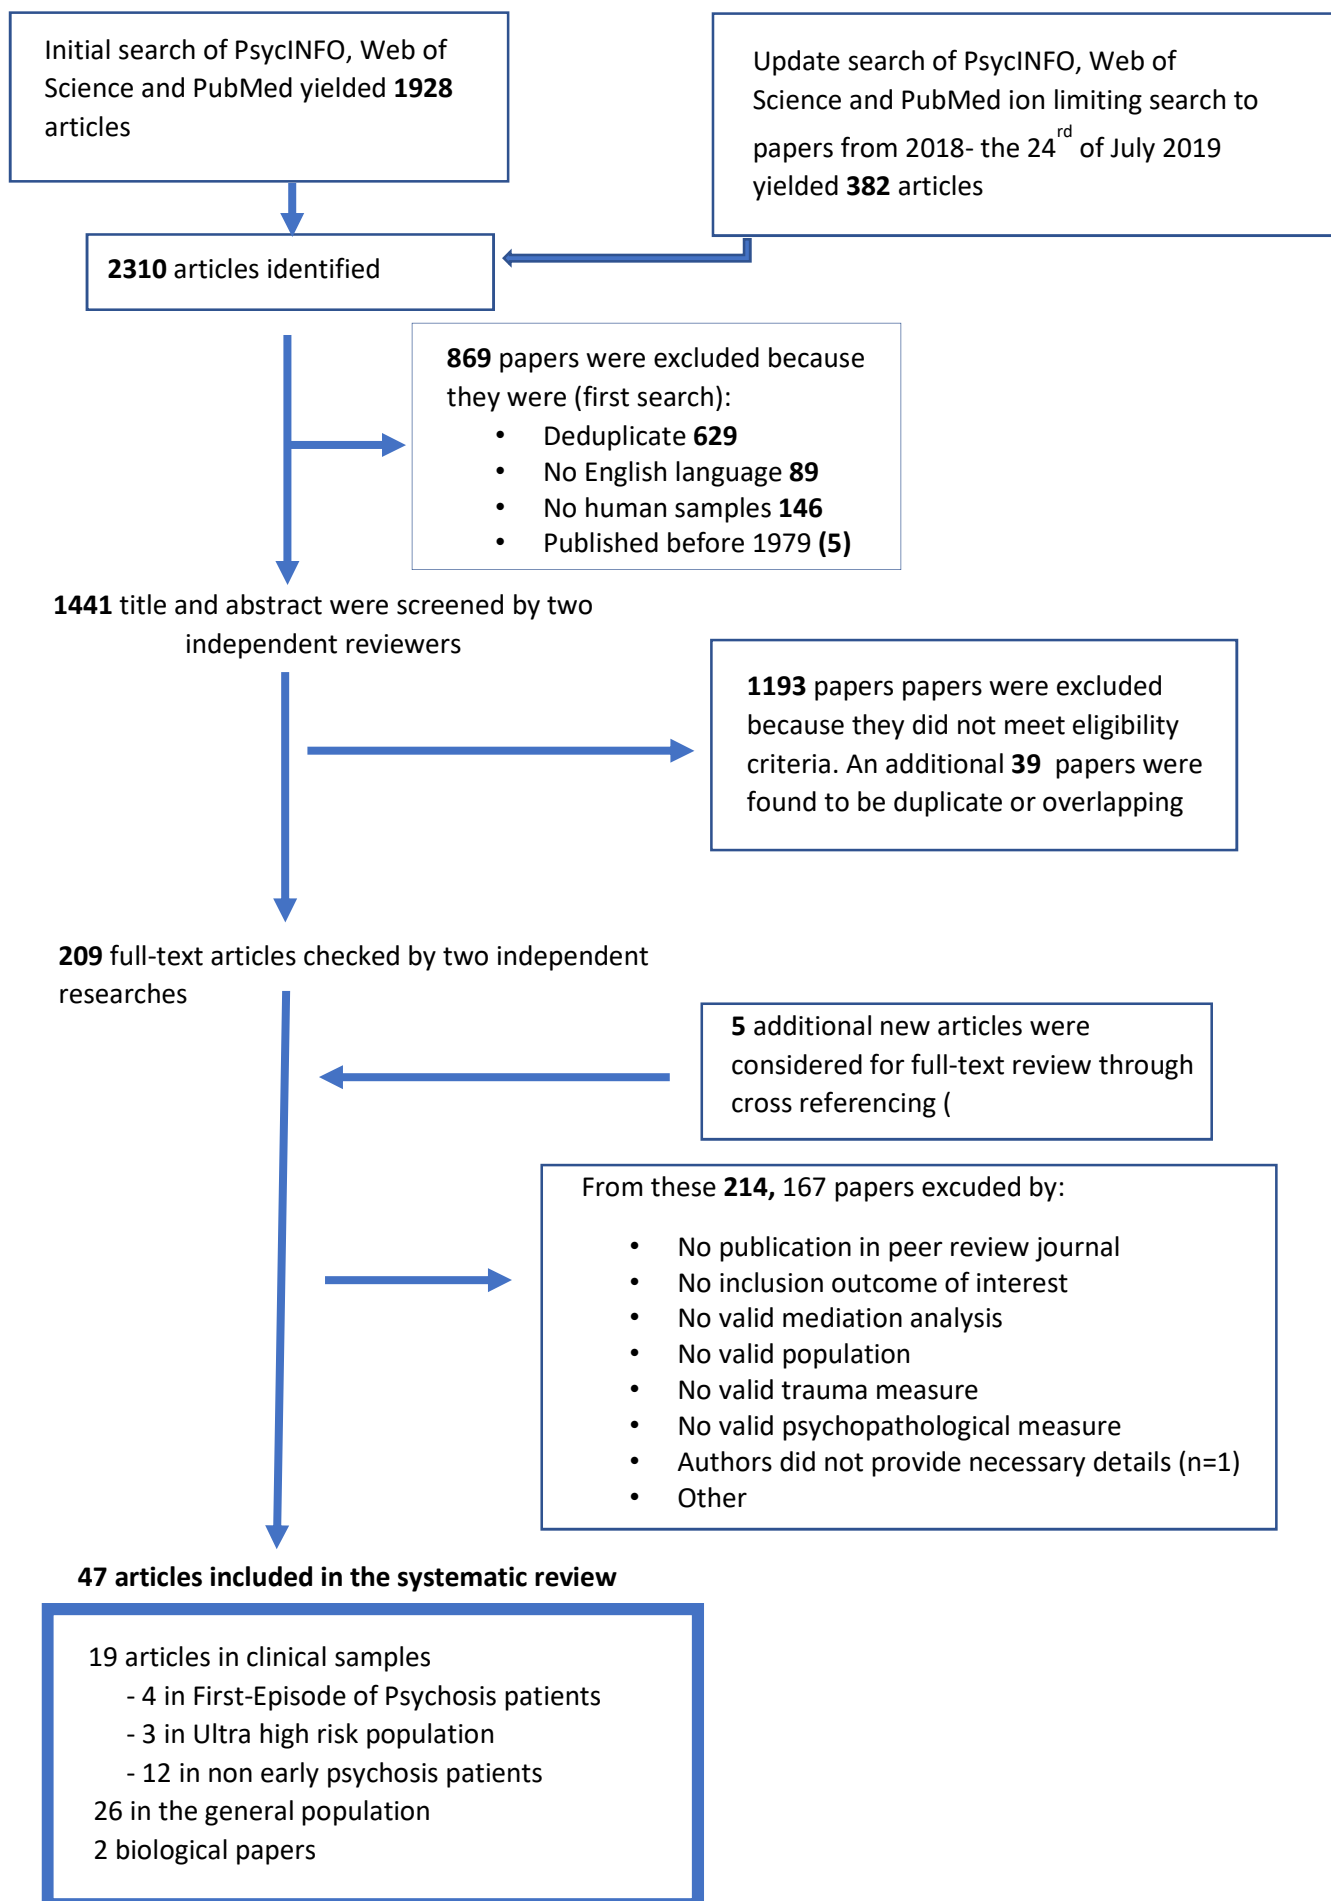 Initial search of PsycINFO, Web of
Science and PubMed yielded 1928
articles
Update search of PsycINFO, Web of
Science and PubMed ion limiting search to
papers from 2018- the 24rd of July 2019
yielded 382 articles
2310 articles identified
869 papers were excluded because
they were (first search):
• Deduplicate 629
• No English language 89
• No human samples 146
• Published before 1979 (5)
1441 title and abstract were screened by two
independent reviewers
1193 papers papers were excluded
because they did not meet eligibility
criteria. An additional 39 papers were
found to be duplicate or overlapping
209 full-text articles checked by two independent
researches
5 additional new articles were
considered for full-text review through
cross referencing (
From these 214, 167 papers excuded by:
• No publication in peer review journal
• No inclusion outcome of interest
• No valid mediation analysis
• No valid population
• No valid trauma measure
• No valid psychopathological measure
• Authors did not provide necessary details (n=1)
• Other
47 articles included in the systematic review
19 articles in clinical samples
- 4 in First-Episode of Psychosis patients
- 3 in Ultra high risk population
- 12 in non early psychosis patients
26 in the general population
2 biological papers